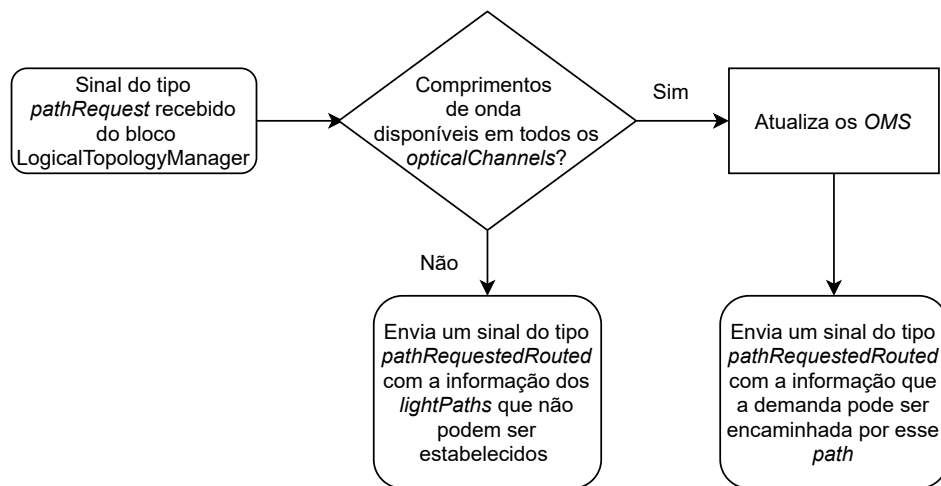 Sinal do tipo
pathRequest recebido
do bloco
LogicalTopologyManager
Comprimentos
de onda
disponíveis em todos os
opticalChannels?
Sim
Atualiza os OMS
Não
Envia um sinal do tipo
pathRequestedRouted
com a informação dos
lightPaths que não
podem ser
estabelecidos
Envia um sinal do tipo
pathRequestedRouted
com a informação que
a demanda pode ser
encaminhada por esse
path